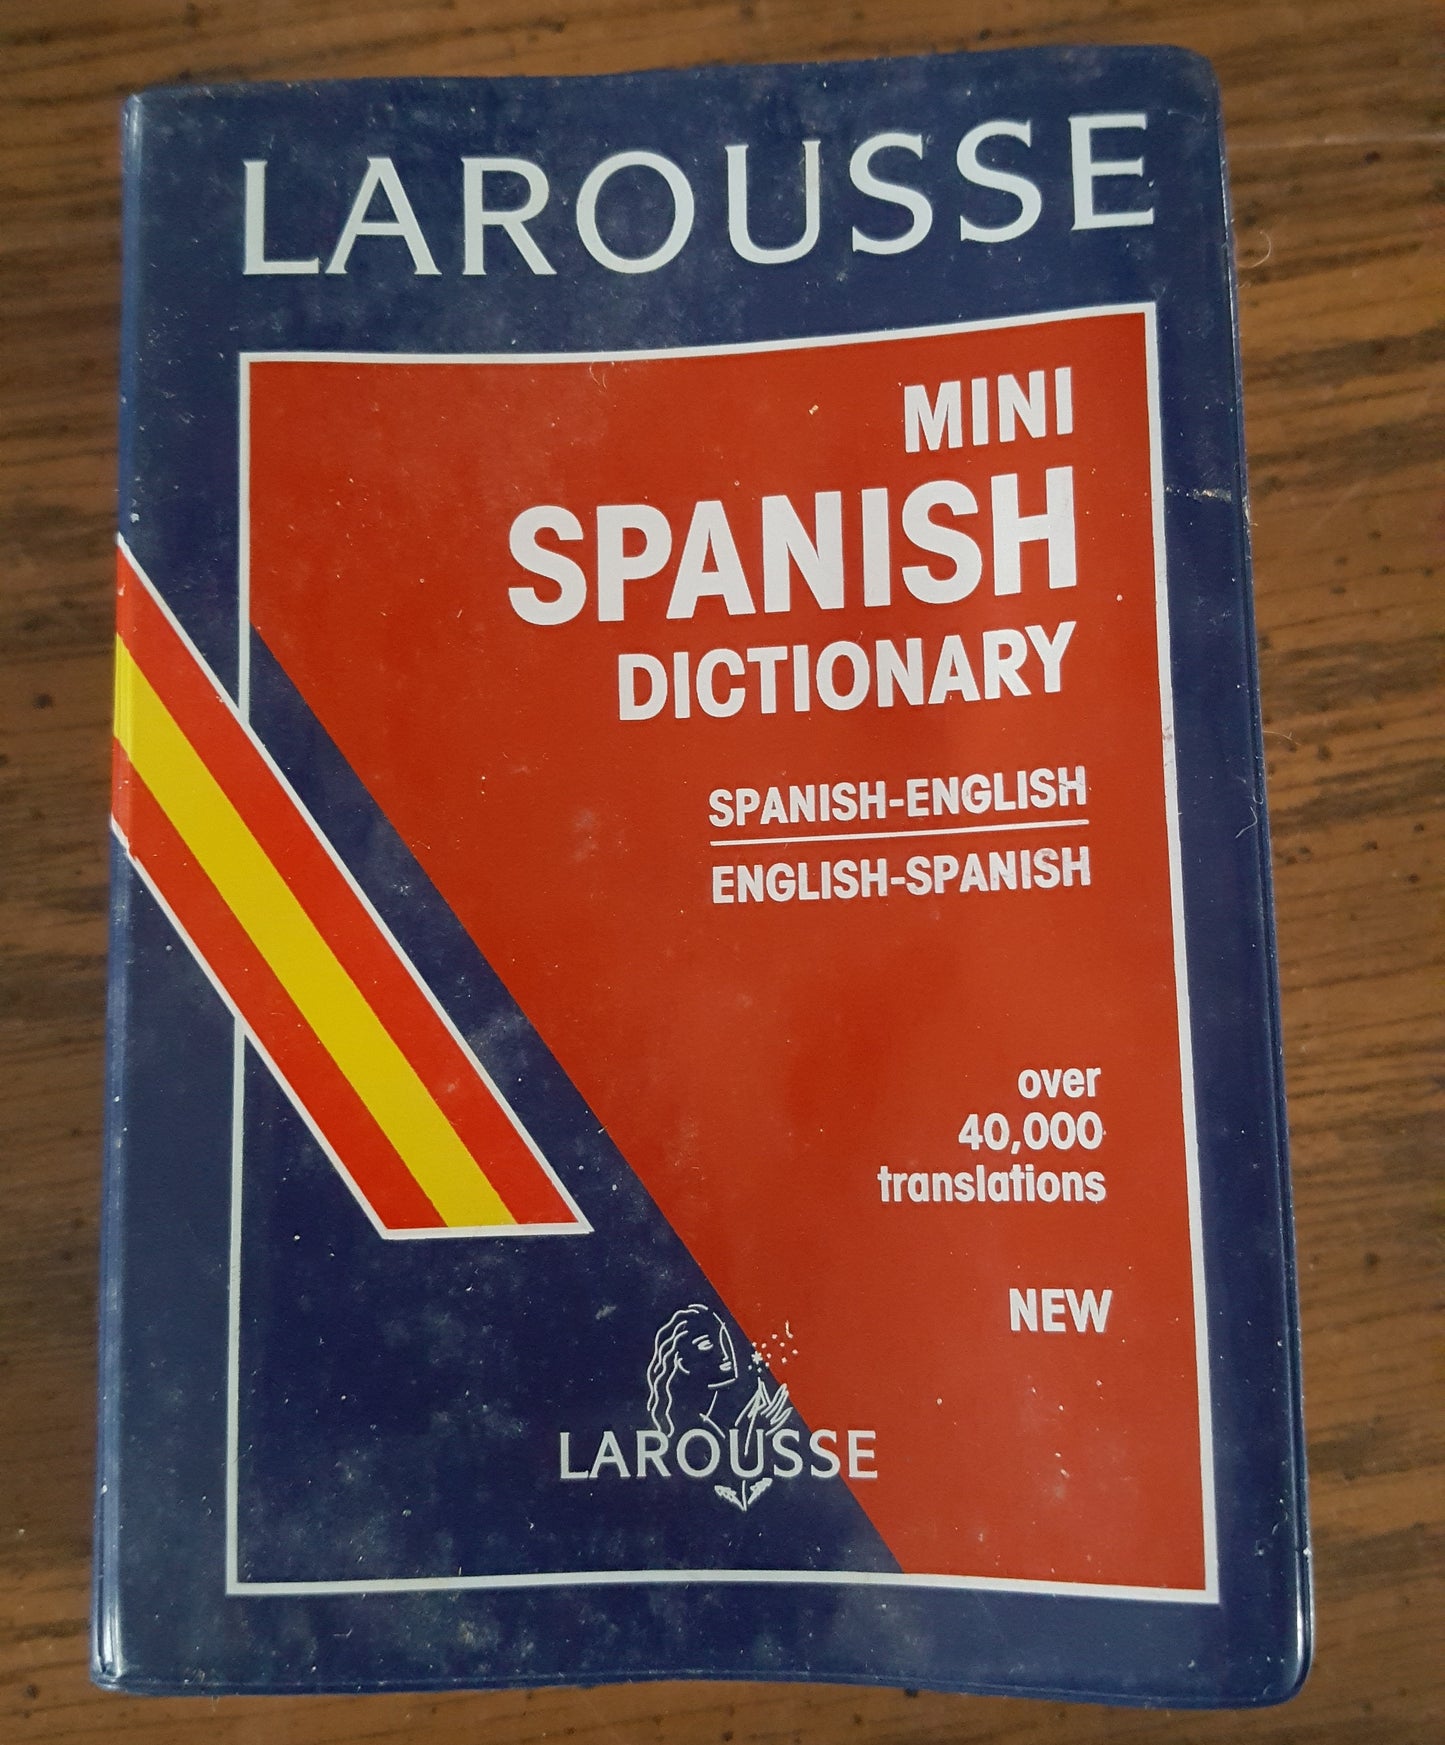 LAROUSSE
MINI
SPANISH
DICTIONARY
SPANISH-ENGLISH
ENGLISH-SPANISH
over
40,000
translations
NEW
LAROUSSE